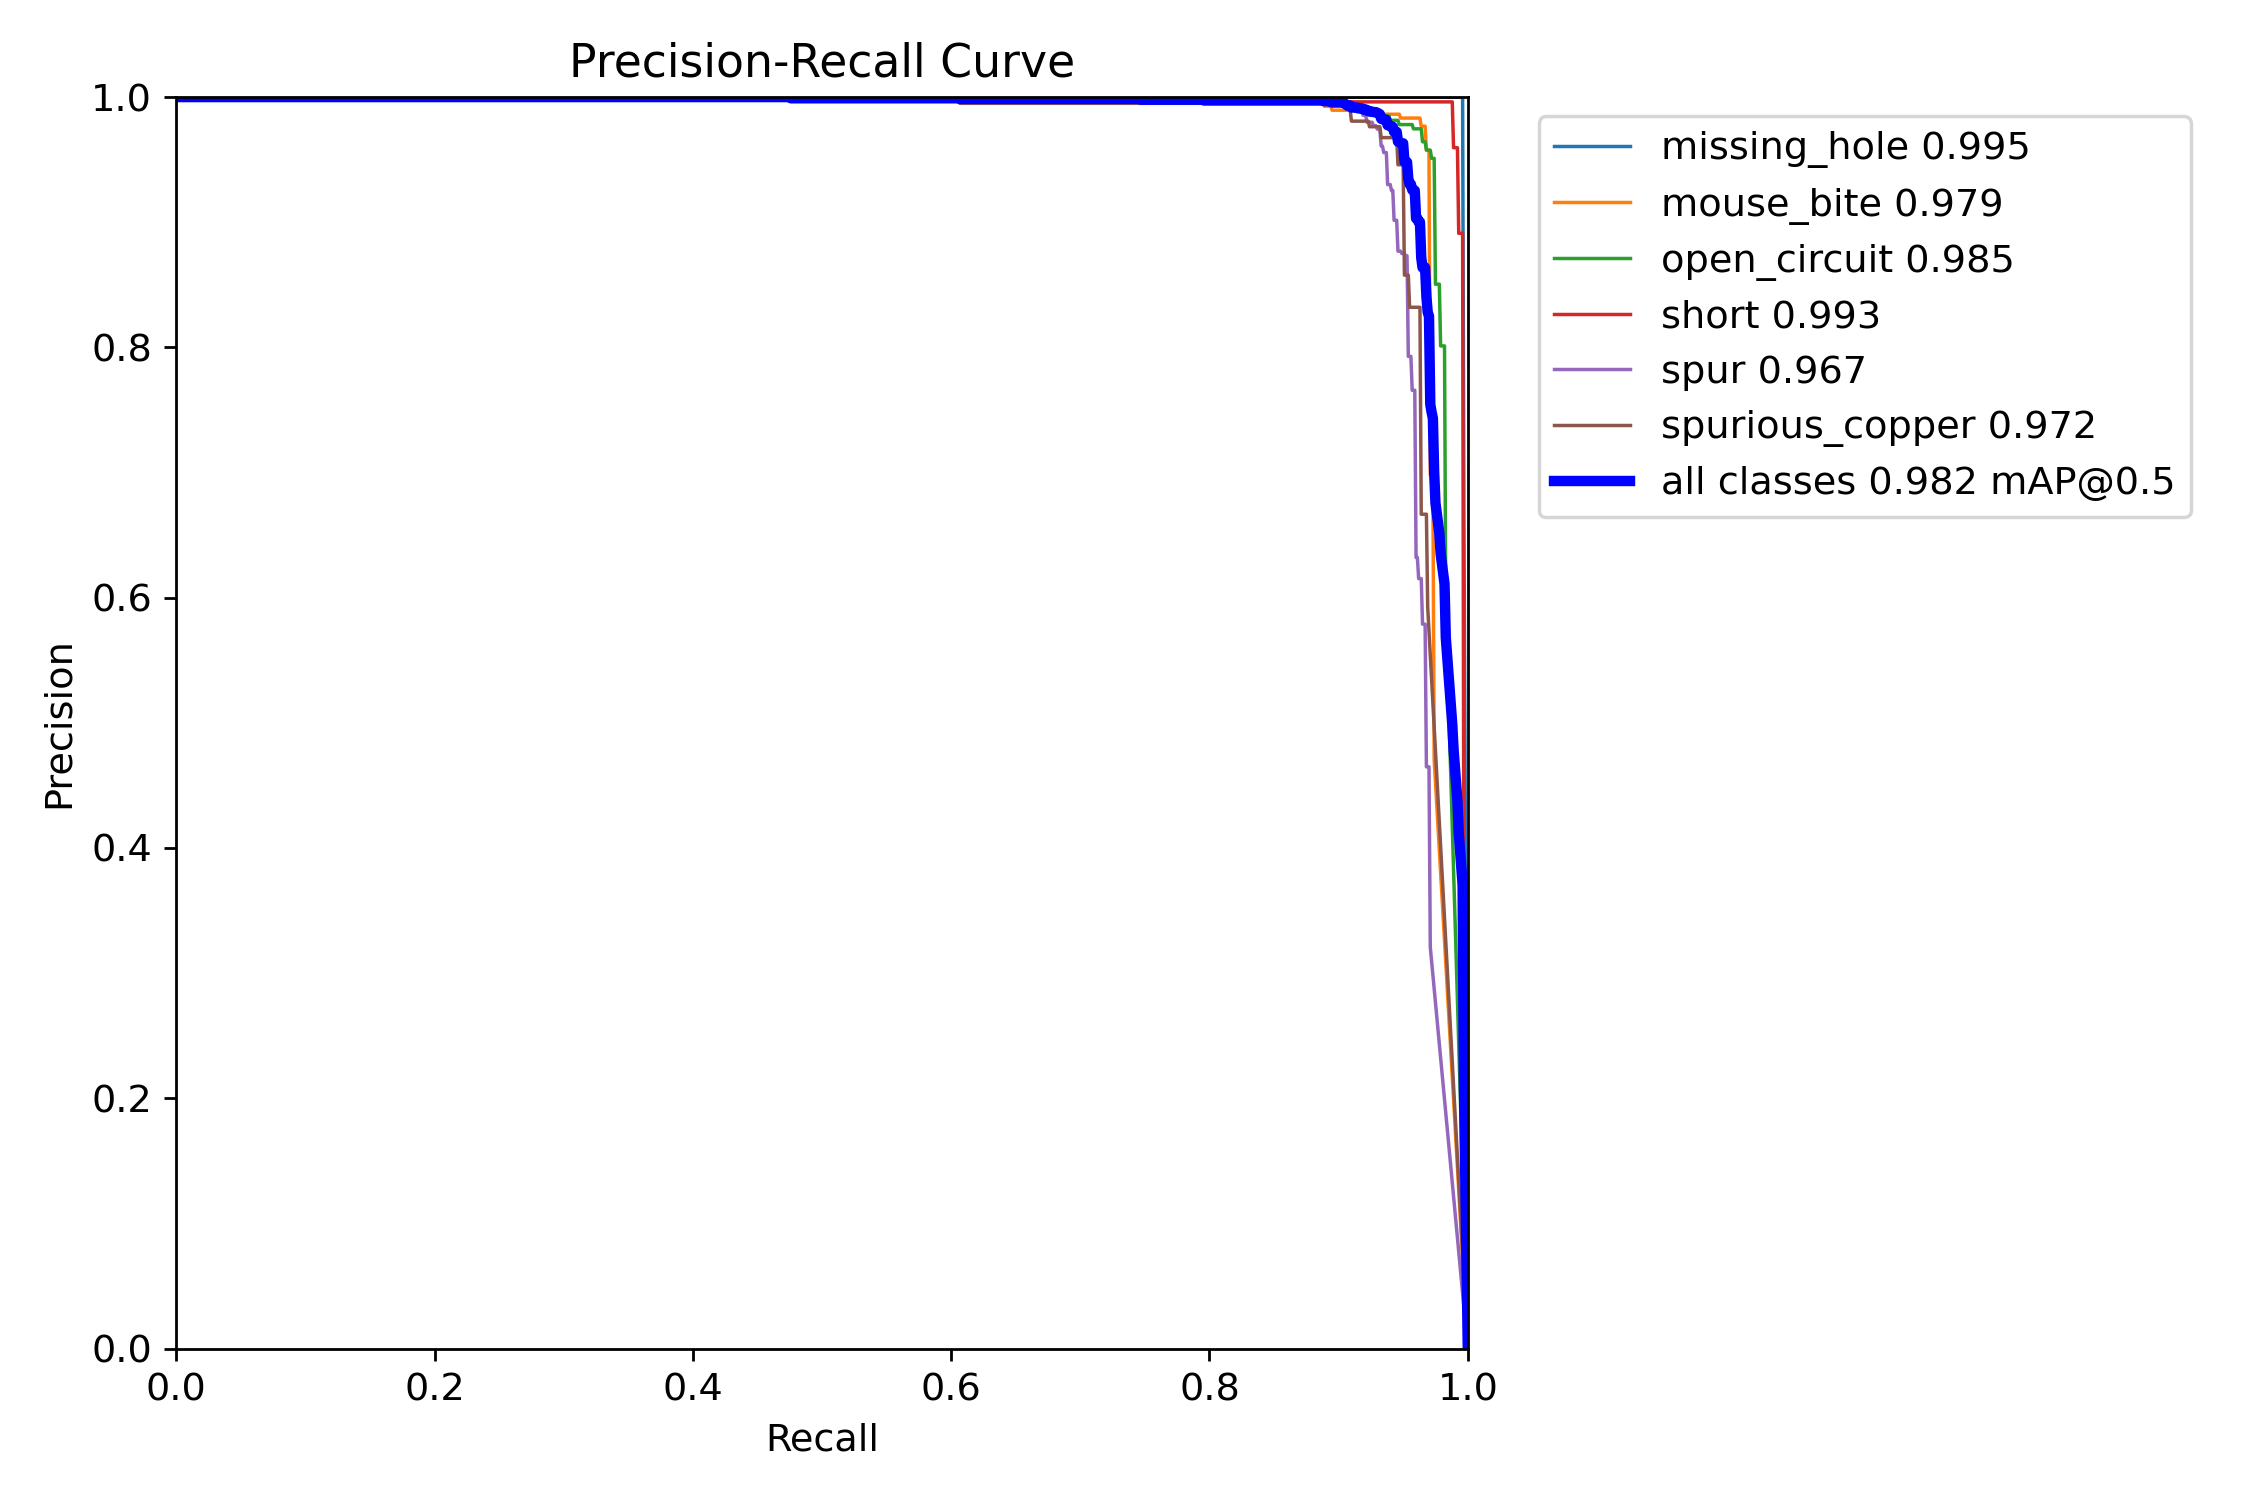 Precision-Recall Curve
1.0
0.8
0.6
0.4
0.2
0.0
Precision
0.0 0.2 0.4 0.6 0.8 1.0
Recall
missing_hole 0.995
mouse_bite 0.979
open_circuit 0.985
short 0.993
spur 0.967
spurious_copper 0.972
all classes 0.982 mAP@0.5